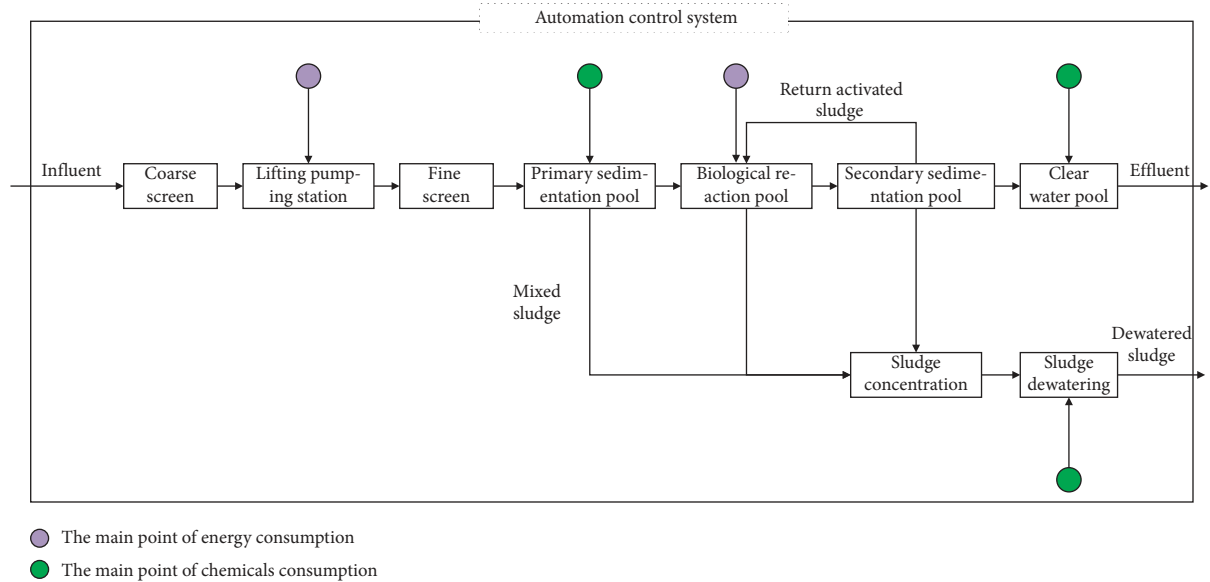 Automation control system
Return activated
sludge
Influent
Coarse
screen
Lifting pump-
ing station
Fine
screen
Primary sedim-
entation pool
Biological re-
action pool
Secondary sedime-
ntation pool
Clear
water pool
Effluent
Mixed
sludge
Sludge
concentration
Sludge
dewatering
Dewatered
sludge
The main point of energy consumption
The main point of chemicals consumption